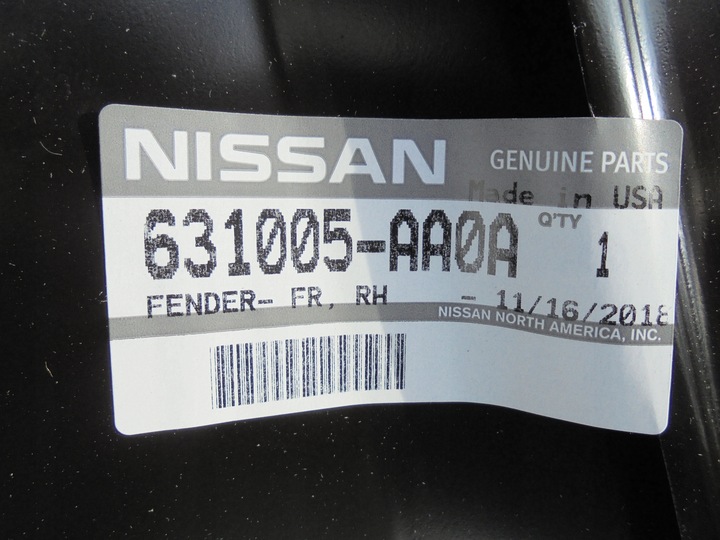 NISSAN GENUINE PARTS
Made in USA
631005-AA0A Q'TY 1
FENDER- FR, RH - 11/16/2018
NISSAN NORTH AMERICA, INC.